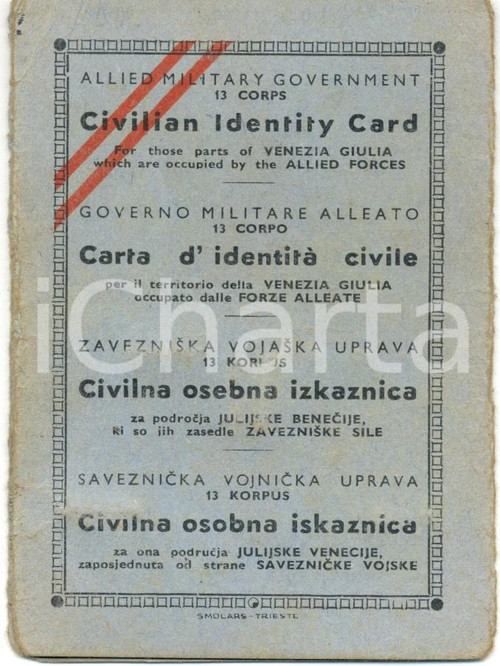 ALLIED MILITARY GOVERNMENT
13 CORPS
Civilian Identity Card
For those parts of VENEZIA GIULIA
which are occupied by the ALLIED FORCES
GOVERNO MILITARE ALLEATO
13 CORPO
Carta d' identità civile
per il territorio della VENEZIA GIULIA
occupato dalle FORZE ALLEATE
iCharta
ZAVEZNIŠKA VOJAŠKA UPRAVA
13 KORPUS
Civilna osebna izkaznica
za področja JULIJSKE BENEČIJE,
ki so jih zasedle ZAVEZNIŠKE SILE
SAVEZNIČKA VOJNIČKA UPRAVA
13 KORPUS
Civilna osobna iskaznica
za ona područja JULIJSKE VENECIJE,
zaposjednuta od strane SAVEZNIČKE VOJSKE
SMOLARS-TRIESTE